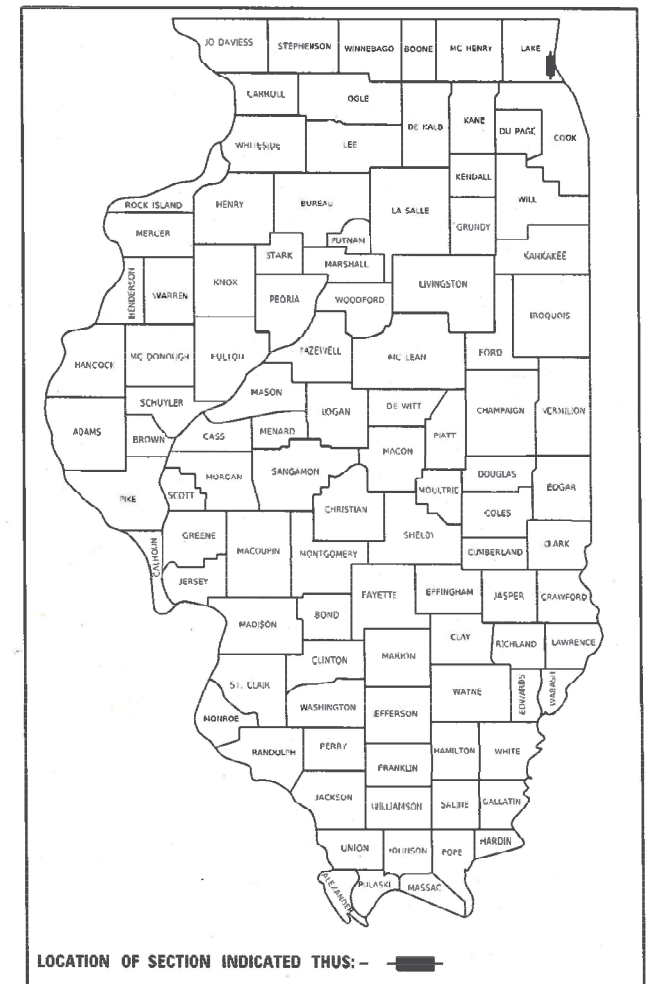 JO DAVIESS STEPHENSON WINNEBAGO BOONE MC HENRY LAKE
CARROLL OGLE DE KALB KANE DU PAGE COOK
WHITESIDE LEE
KENDALL WILL
ROCK ISLAND HENRY BUREAU LA SALLE GRUNDY
MERCER PUTNAM
STARK MARSHALL KANKAKEE
HENDERSON WARREN KNOX PEORIA WOODFORD LIVINGSTON IROQUOIS
HANCOCK MC DONOUGH FULTON TAZEWELL MC LEAN FORD
MASON
SCHUYLER LOGAN DE WITT CHAMPAIGN VERMILION
ADAMS BROWN CASS MENARD PIATT
MACON
PIKE SCOTT MORGAN SANGAMON MOULTRIE DOUGLAS EDGAR
CHRISTIAN COLES
CALHOUN GREENE MACOUPIN MONTGOMERY SHELBY CUMBERLAND CLARK
JERSEY FAYETTE EFFINGHAM JASPER CRAWFORD
MADISON BOND
CLAY RICHLAND LAWRENCE
CLINTON MARION
ST. CLAIR WAYNE EDWARDS WABASH
MONROE WASHINGTON JEFFERSON
RANDOLPH PERRY HAMILTON WHITE
FRANKLIN
JACKSON WILLIAMSON SALINE GALLATIN
UNION JOHNSON POPE HARDIN
ALEXANDER PULASKI MASSAC
LOCATION OF SECTION INDICATED THUS:-